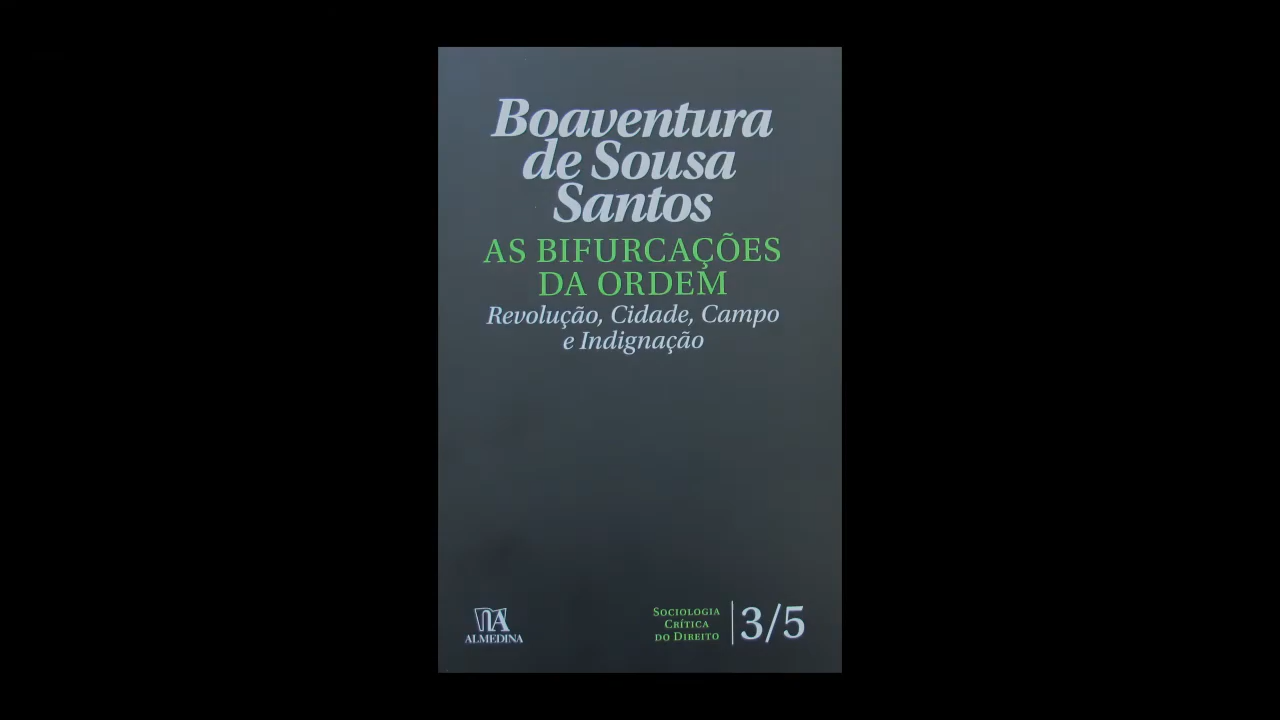 Boaventura
de Sousa
Santos
AS BIFURCAÇÕES
DA ORDEM
Revolução, Cidade, Campo
e Indignação
ALMEDINA
SOCIOLOGIA
CRÍTICA
DO DIREITO
3/5